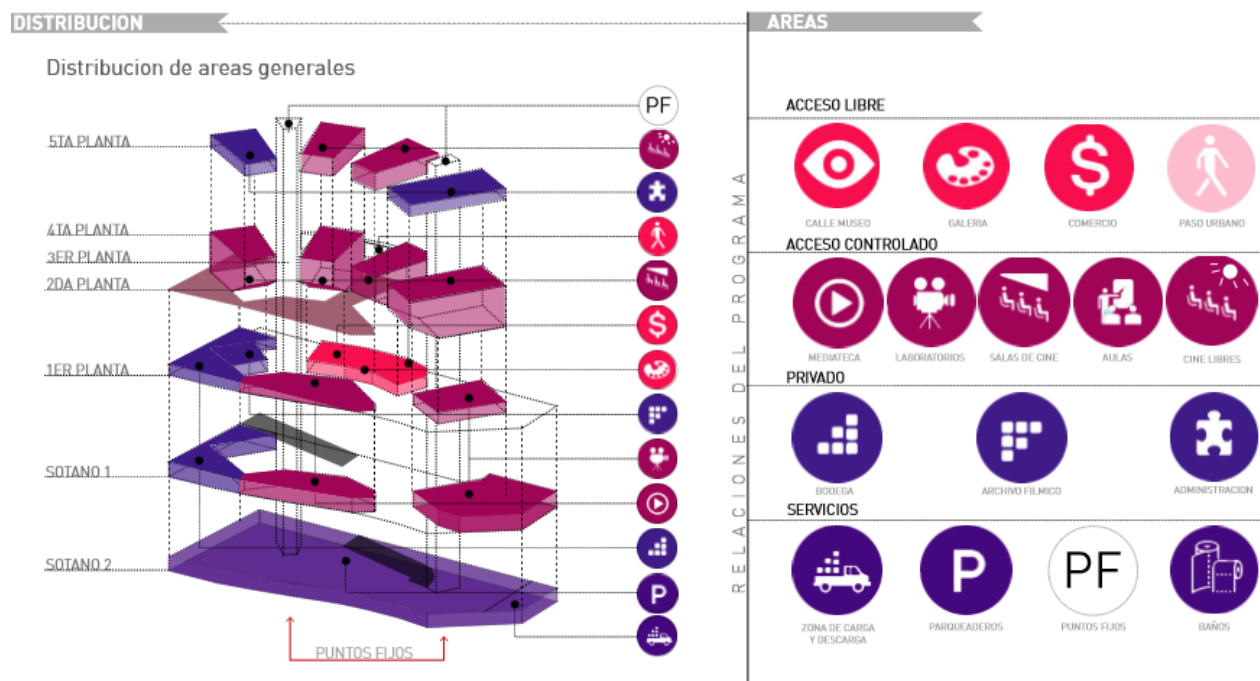 DISTRIBUCION
Distribucion de areas generales
PF
5TA PLANTA
4TA PLANTA
3ER PLANTA
2DA PLANTA
$
1ER PLANTA
SOTANO 1
SOTANO 2
P
PUNTOS FIJOS
RELACIONES DEL PROGRAMA
AREAS
ACCESO LIBRE
$
CALLE MUSEO GALERIA COMERCIO PASO URBANO
ACCESO CONTROLADO
MEDIATECA LABORATORIOS SALAS DE CINE AULAS CINE LIBRES
PRIVADO
BODEGA ARCHIVO FILMICO ADMINISTRACION
SERVICIOS
P PF
ZONA DE CARGA PARQUEADEROS PUNTOS FIJOS BAÑOS
Y DESCARGA